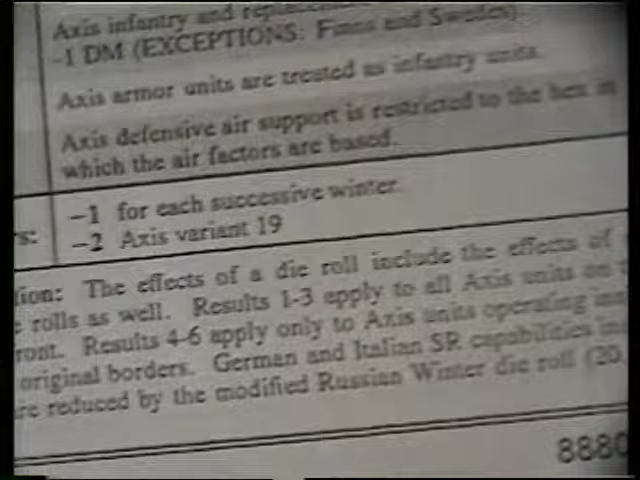 Axis infantry and
-1 DM (EXCEPTIONS: Finns and Swedes)
Axis armor units are treated as infantry units.
Axis defensive air support is restricted to the hex in
which the air factors are based.
s: -1 for each successive winter.
-2 Axis variant 19
tion: The effects of a die roll include the effects of
e rolls as well. Results 1-3 apply to all Axis units on
ront. Results 4-6 apply only to Axis units operating
original borders. German and Italian SR capabilities
re reduced by the modified Russian Winter die roll (20,
8880